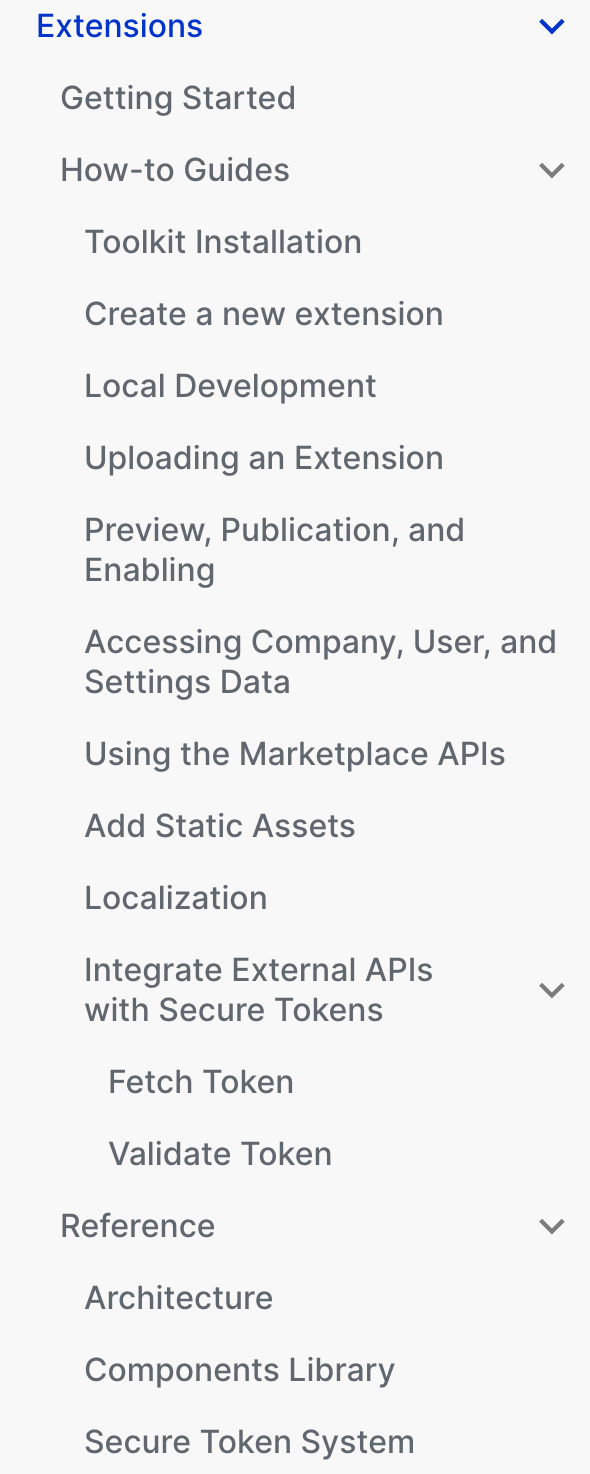 Extensions
Getting Started
How-to Guides
Toolkit Installation
Create a new extension
Local Development
Uploading an Extension
Preview, Publication, and
Enabling
Accessing Company, User, and
Settings Data
Using the Marketplace APIs
Add Static Assets
Localization
Integrate External APIs
with Secure Tokens
Fetch Token
Validate Token
Reference
Architecture
Components Library
Secure Token System